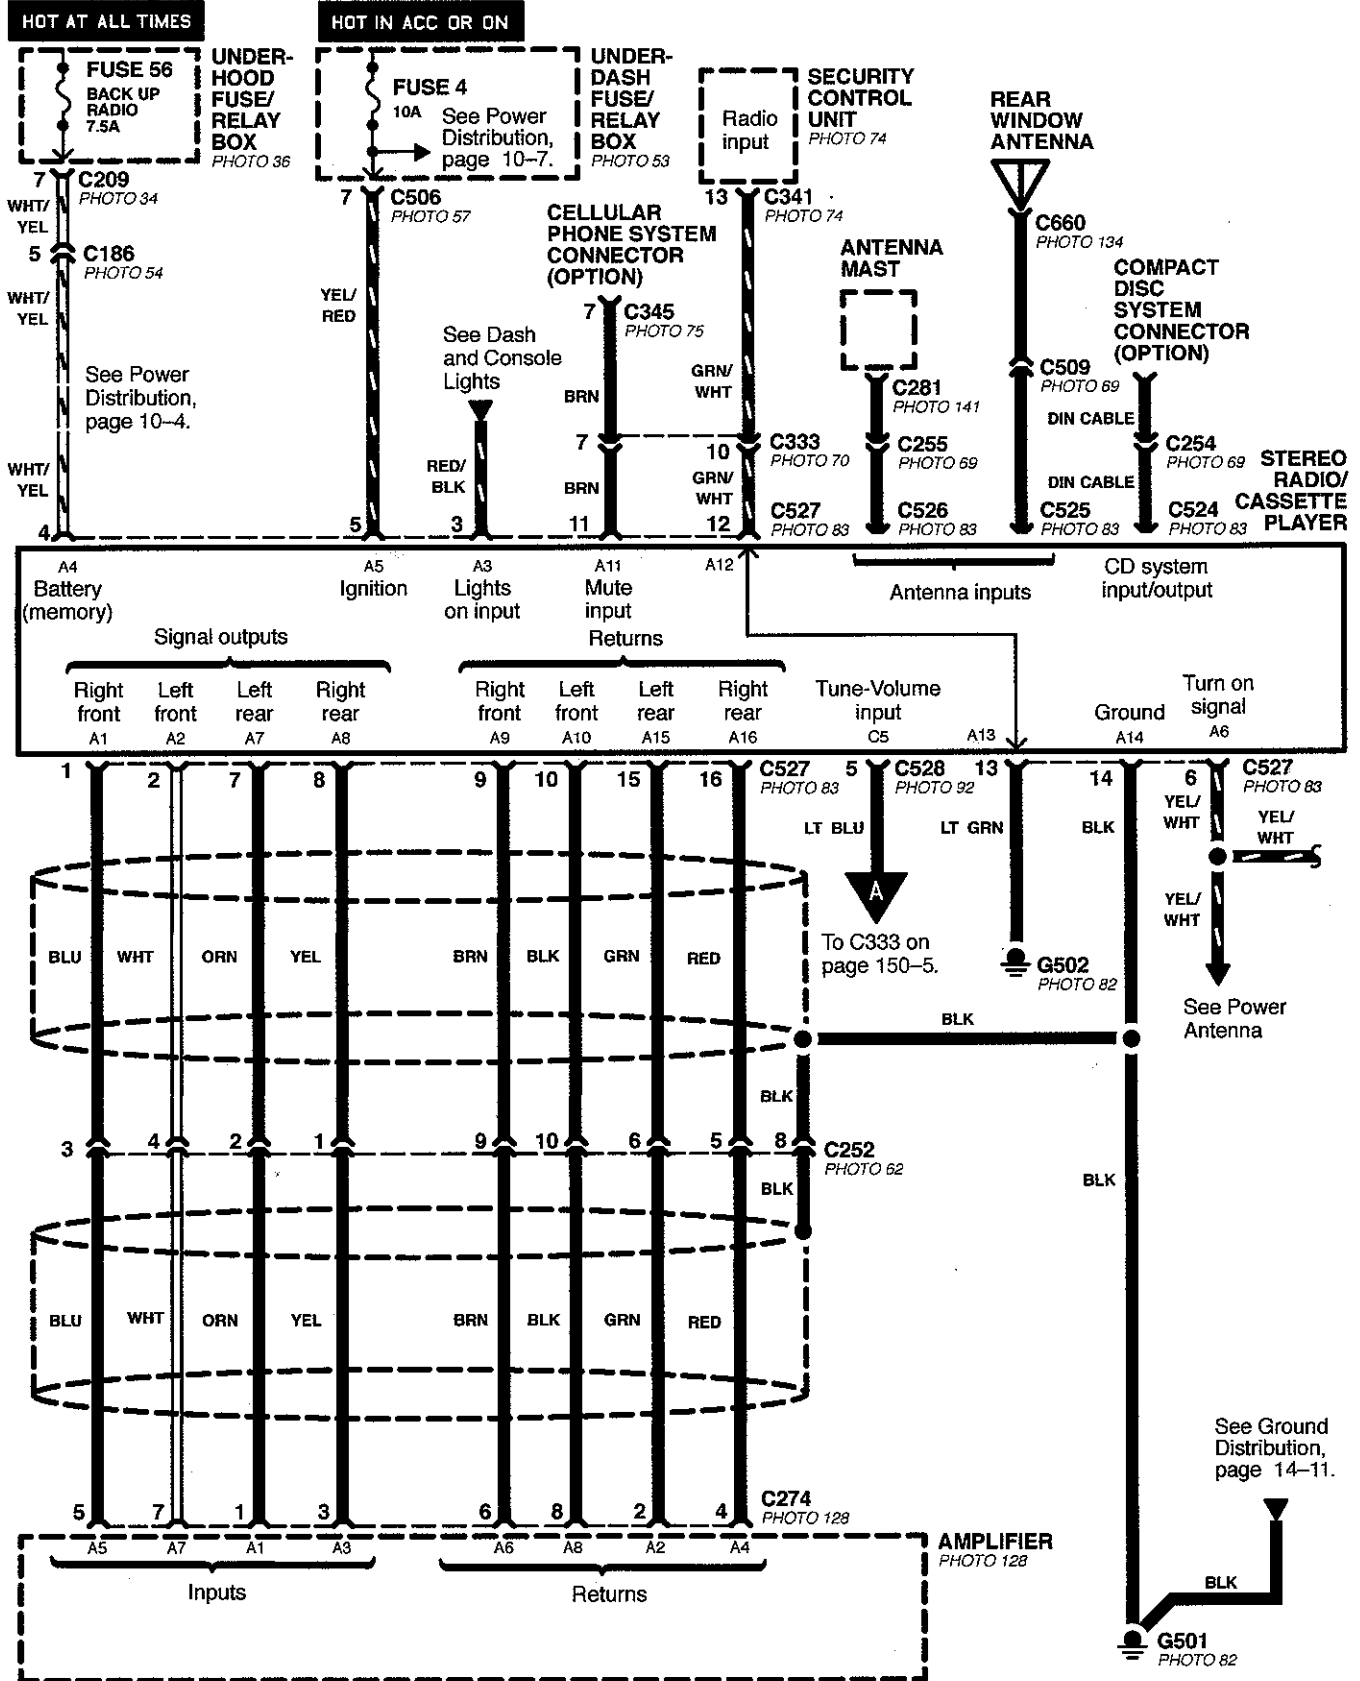 HOT AT ALL TIMES
HOT IN ACC OR ON
FUSE 56
BACK UP
RADIO
7.5A
UNDER-
HOOD
FUSE/
RELAY
BOX
PHOTO 36
FUSE 4
10A
See Power
Distribution,
page 10–7.
UNDER-
DASH
FUSE/
RELAY
BOX
PHOTO 53
Radio
input
SECURITY
CONTROL
UNIT
PHOTO 74
REAR
WINDOW
ANTENNA
7 C209
PHOTO 34
WHT/
YEL
5 C186
PHOTO 54
WHT/
YEL
See Power
Distribution,
page 10–4.
WHT/
YEL
4
7 C506
PHOTO 57
YEL/
RED
5
See Dash
and Console
Lights
RED/
BLK
3
CELLULAR
PHONE SYSTEM
CONNECTOR
(OPTION)
7 C345
PHOTO 75
BRN
7
BRN
11
13 C341
PHOTO 74
GRN/
WHT
10 C333
PHOTO 70
GRN/
WHT
12 C527
PHOTO 83
ANTENNA
MAST
C281
PHOTO 141
C255
PHOTO 69
C526
PHOTO 83
C660
PHOTO 134
C509
PHOTO 69
C525
PHOTO 83
COMPACT
DISC
SYSTEM
CONNECTOR
(OPTION)
DIN CABLE
C254
PHOTO 69
DIN CABLE
C524
PHOTO 83
STEREO
RADIO/
CASSETTE
PLAYER
A4
Battery
(memory)
A5
Ignition
A3
Lights
on input
A11
Mute
input
A12
Antenna inputs
CD system
input/output
Signal outputs
Returns
Right
front
A1
Left
front
A2
Left
rear
A7
Right
rear
A8
Right
front
A9
Left
front
A10
Left
rear
A15
Right
rear
A16
Tune-Volume
input
C5
A13
Ground
A14
Turn on
signal
A6
1 2 7 8 9 10 15 16 C527
PHOTO 83
5 C528
PHOTO 92
13 14 6 C527
PHOTO 83
LT BLU
LT GRN
BLK
YEL/
WHT
YEL/
WHT
YEL/
WHT
A
To C333 on
page 150–5.
G502
PHOTO 82
See Power
Antenna
BLU WHT ORN YEL BRN BLK GRN RED
BLK
BLK
3 4 2 1 9 10 6 5 8 C252
PHOTO 62
BLK
BLK
BLU WHT ORN YEL BRN BLK GRN RED
See Ground
Distribution,
page 14–11.
5 7 1 3 6 8 2 4 C274
PHOTO 128
A5 A7 A1 A3 A6 A8 A2 A4
Inputs
Returns
AMPLIFIER
PHOTO 128
BLK
G501
PHOTO 82